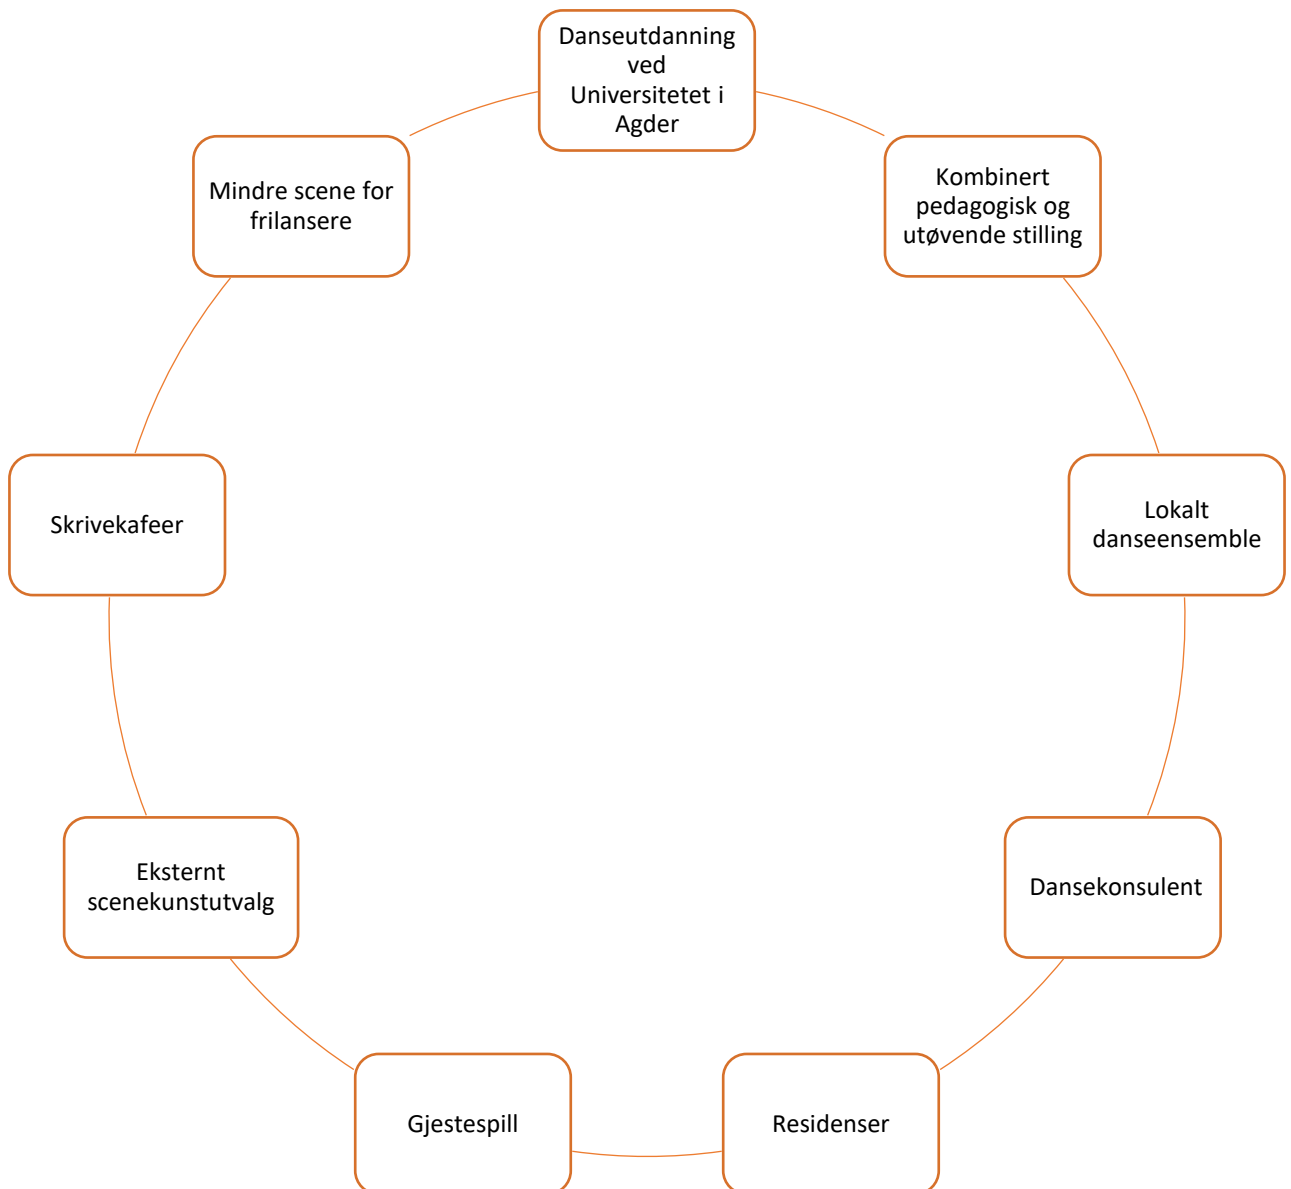 Danseutdanning
ved
Universitetet i
Agder
Kombinert
pedagogisk og
utøvende stilling
Lokalt
danseensemble
Dansekonsulent
Residenser
Gjestespill
Eksternt
scenekunstutvalg
Skrivekafeer
Mindre scene for
frilansere